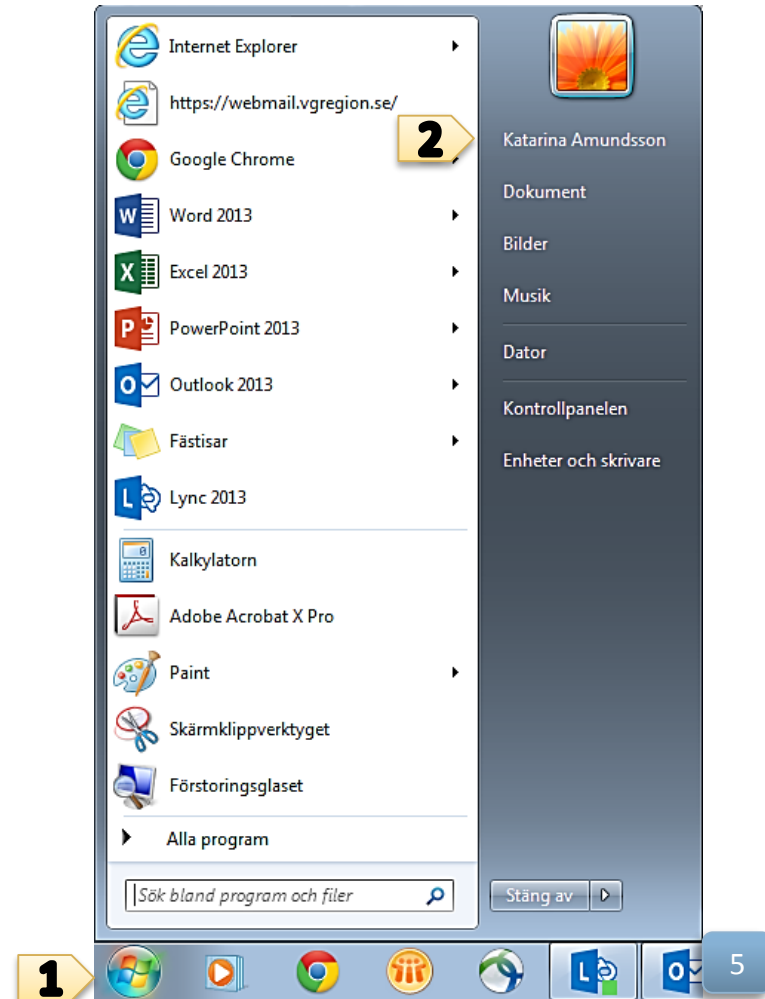 Internet Explorer
https://webmail.vgregion.se/
Google Chrome
Word 2013
Excel 2013
PowerPoint 2013
Outlook 2013
Fästisar
Lync 2013
Kalkylatorn
Adobe Acrobat X Pro
Paint
Skärmklippverktyget
Förstoringsglaset
Alla program
Sök bland program och filer
2
Katarina Amundsson
Dokument
Bilder
Musik
Dator
Kontrollpanelen
Enheter och skrivare
Stäng av
1
5